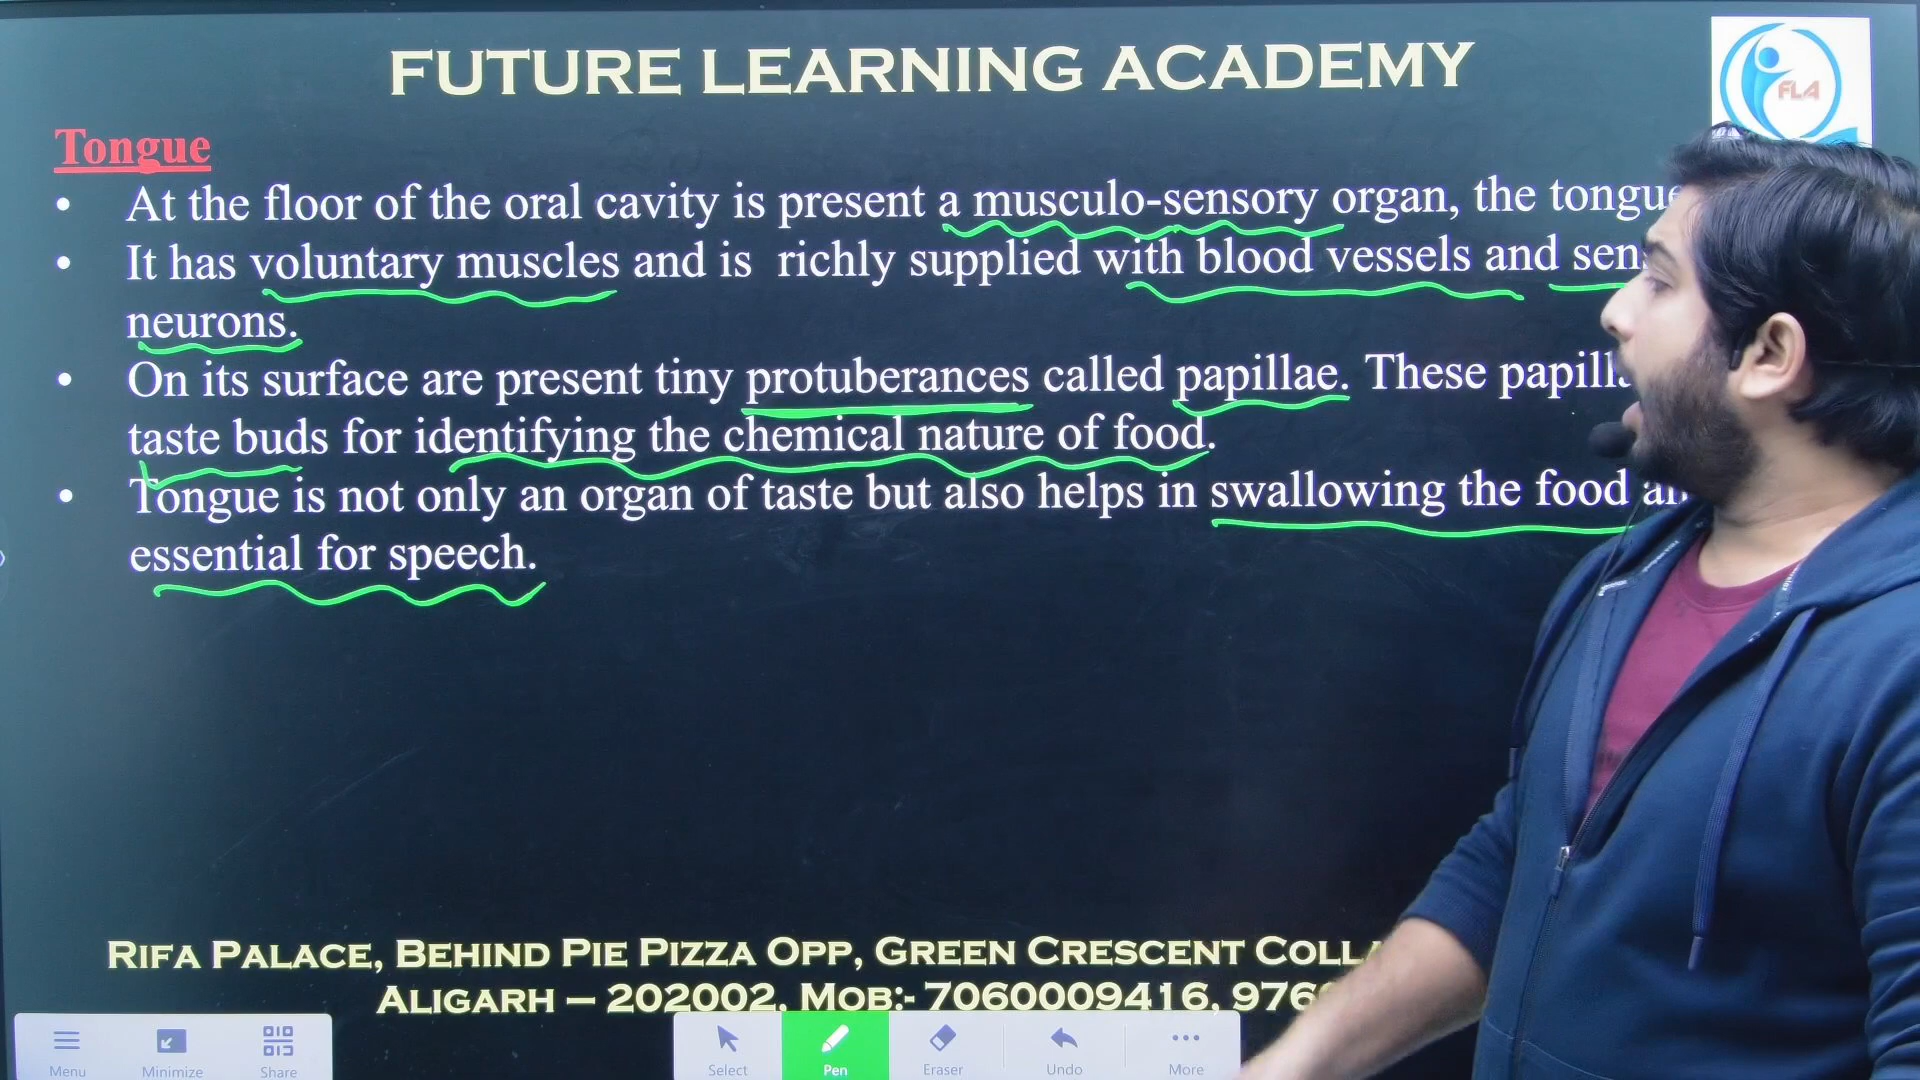 FUTURE LEARNING ACADEMY
FLA
Tongue
• At the floor of the oral cavity is present a musculo-sensory organ, the tongue
• It has voluntary muscles and is richly supplied with blood vessels and
neurons.
• On its surface are present tiny protuberances called papillae. These
taste buds for identifying the chemical nature of food.
• Tongue is not only an organ of taste but also helps in swallowing the food
essential for speech.
RIFA PALACE, BEHIND PIE PIZZA OPP, GREEN CRESCENT
ALIGARH – 202002, MOB:- 7060009416,
Menu Minimize Share Select Pen Eraser Undo More